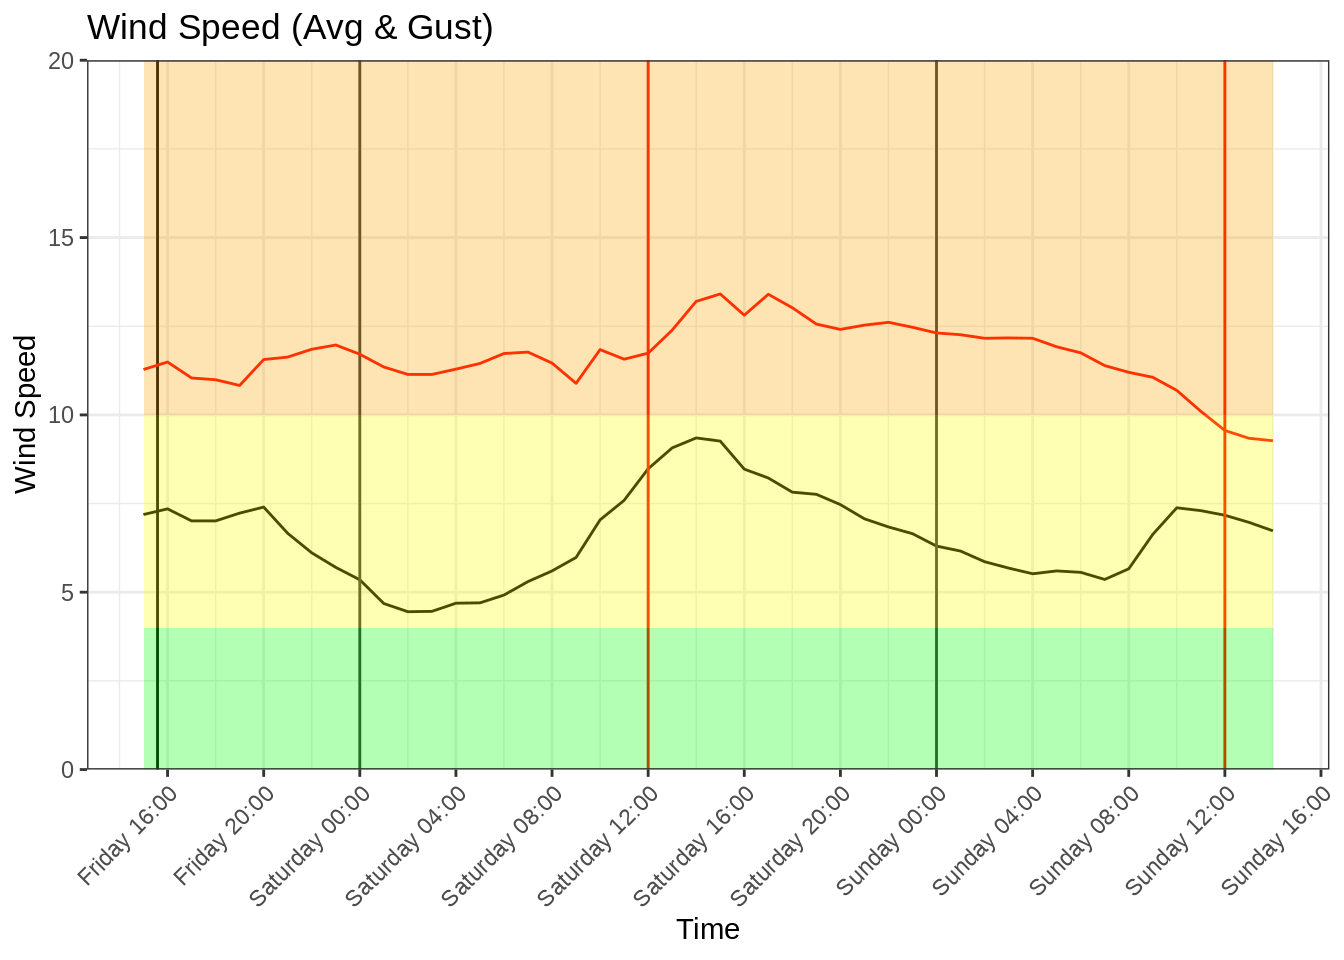 Wind Speed (Avg & Gust)
20
15
10
5
0
Wind Speed
Friday 16:00
Friday 20:00
Saturday 00:00
Saturday 04:00
Saturday 08:00
Saturday 12:00
Saturday 16:00
Saturday 20:00
Sunday 00:00
Sunday 04:00
Sunday 08:00
Sunday 12:00
Sunday 16:00
Time